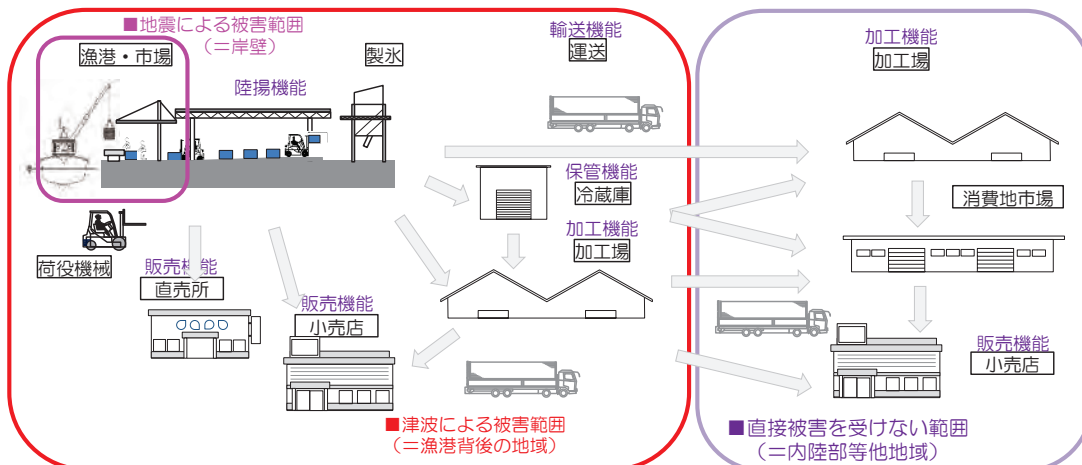 ■地震による被害範囲
（＝岸壁）
漁港・市場
陸揚機能
製氷
輸送機能
運送
保管機能
冷蔵庫
加工機能
加工場
荷役機械
販売機能
直売所
販売機能
小売店
■津波による被害範囲
（＝漁港背後の地域）
加工機能
加工場
消費地市場
販売機能
小売店
■直接被害を受けない範囲
（＝内陸部等他地域）